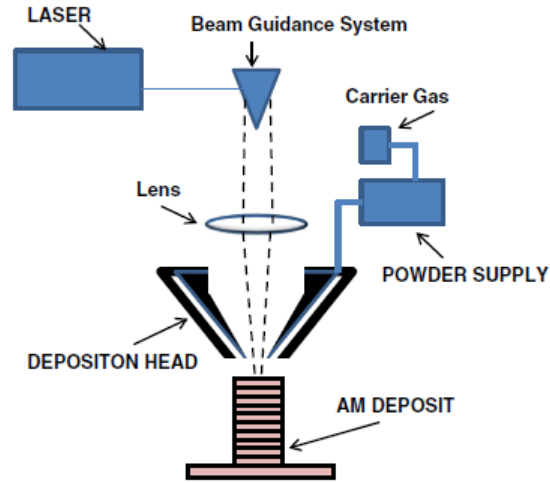 LASER
Beam Guidance System
Carrier Gas
Lens
POWDER SUPPLY
DEPOSITON HEAD
AM DEPOSIT